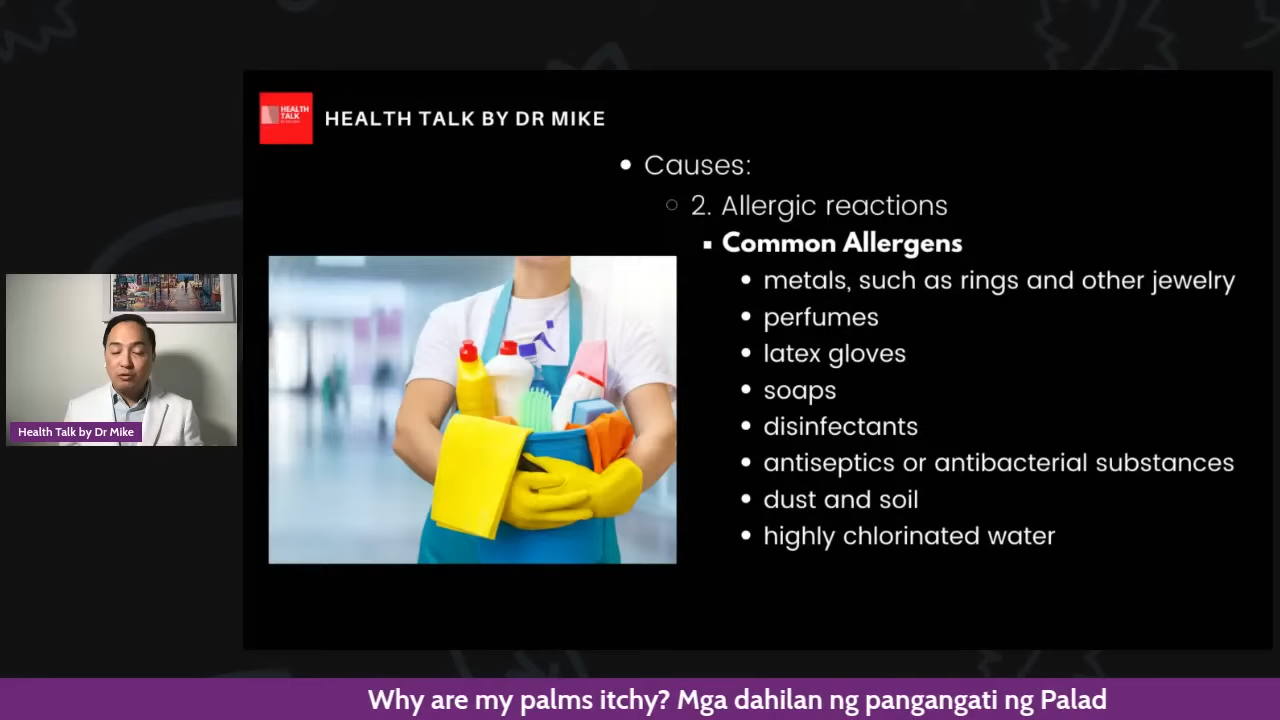 HEALTH
TALK
HEALTH TALK BY DR MIKE
Causes:
2. Allergic reactions
Common Allergens
metals, such as rings and other jewelry
perfumes
latex gloves
soaps
disinfectants
antiseptics or antibacterial substances
dust and soil
highly chlorinated water
Health Talk by Dr Mike
Why are my palms itchy? Mga dahilan ng pangangati ng Palad